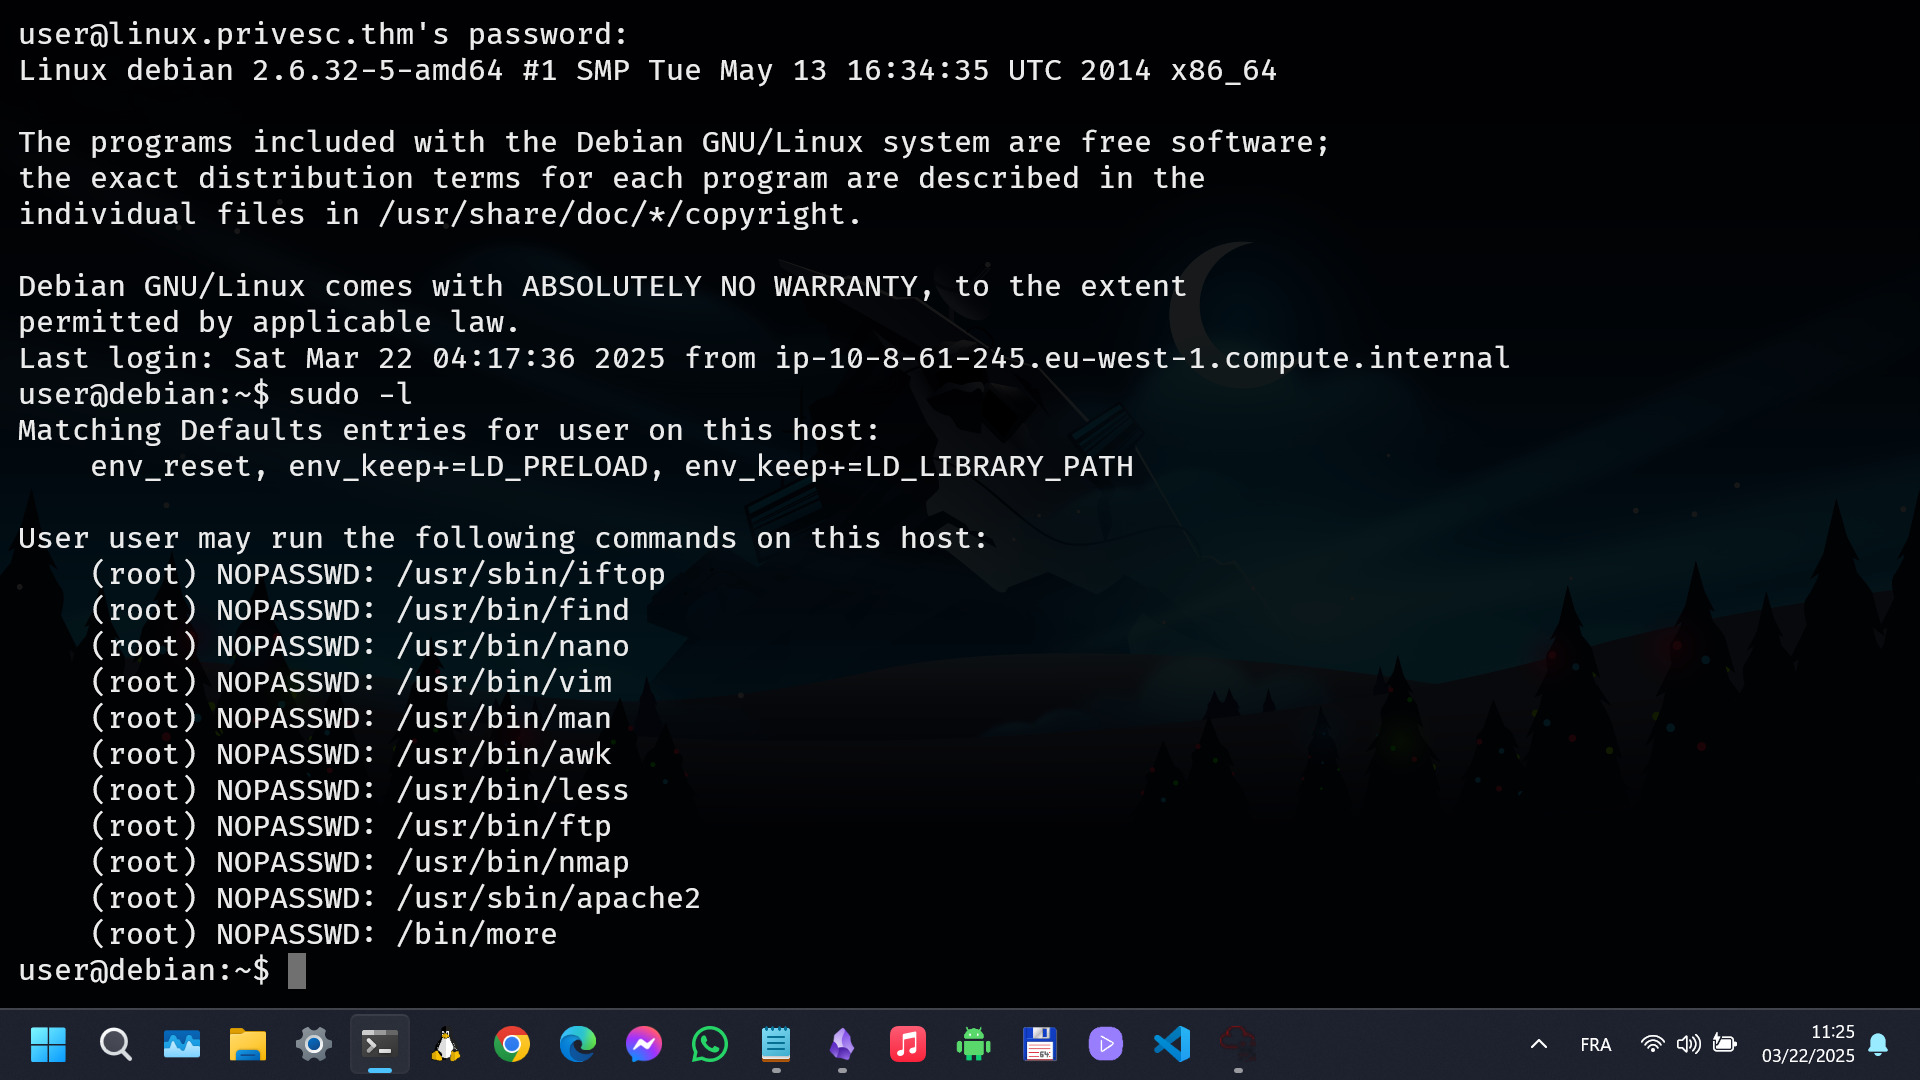 user@linux.privesc.thm's password:
Linux debian 2.6.32-5-amd64 #1 SMP Tue May 13 16:34:35 UTC 2014 x86_64
The programs included with the Debian GNU/Linux system are free software;
the exact distribution terms for each program are described in the
individual files in /usr/share/doc/*/copyright.
Debian GNU/Linux comes with ABSOLUTELY NO WARRANTY, to the extent
permitted by applicable law.
Last login: Sat Mar 22 04:17:36 2025 from ip-10-8-61-245.eu-west-1.compute.internal
user@debian:~$ sudo -l
Matching Defaults entries for user on this host:
    env_reset, env_keep+=LD_PRELOAD, env_keep+=LD_LIBRARY_PATH
User user may run the following commands on this host:
    (root) NOPASSWD: /usr/sbin/iftop
    (root) NOPASSWD: /usr/bin/find
    (root) NOPASSWD: /usr/bin/nano
    (root) NOPASSWD: /usr/bin/vim
    (root) NOPASSWD: /usr/bin/man
    (root) NOPASSWD: /usr/bin/awk
    (root) NOPASSWD: /usr/bin/less
    (root) NOPASSWD: /usr/bin/ftp
    (root) NOPASSWD: /usr/bin/nmap
    (root) NOPASSWD: /usr/sbin/apache2
    (root) NOPASSWD: /bin/more
user@debian:~$
64
FRA
11:25
03/22/2025